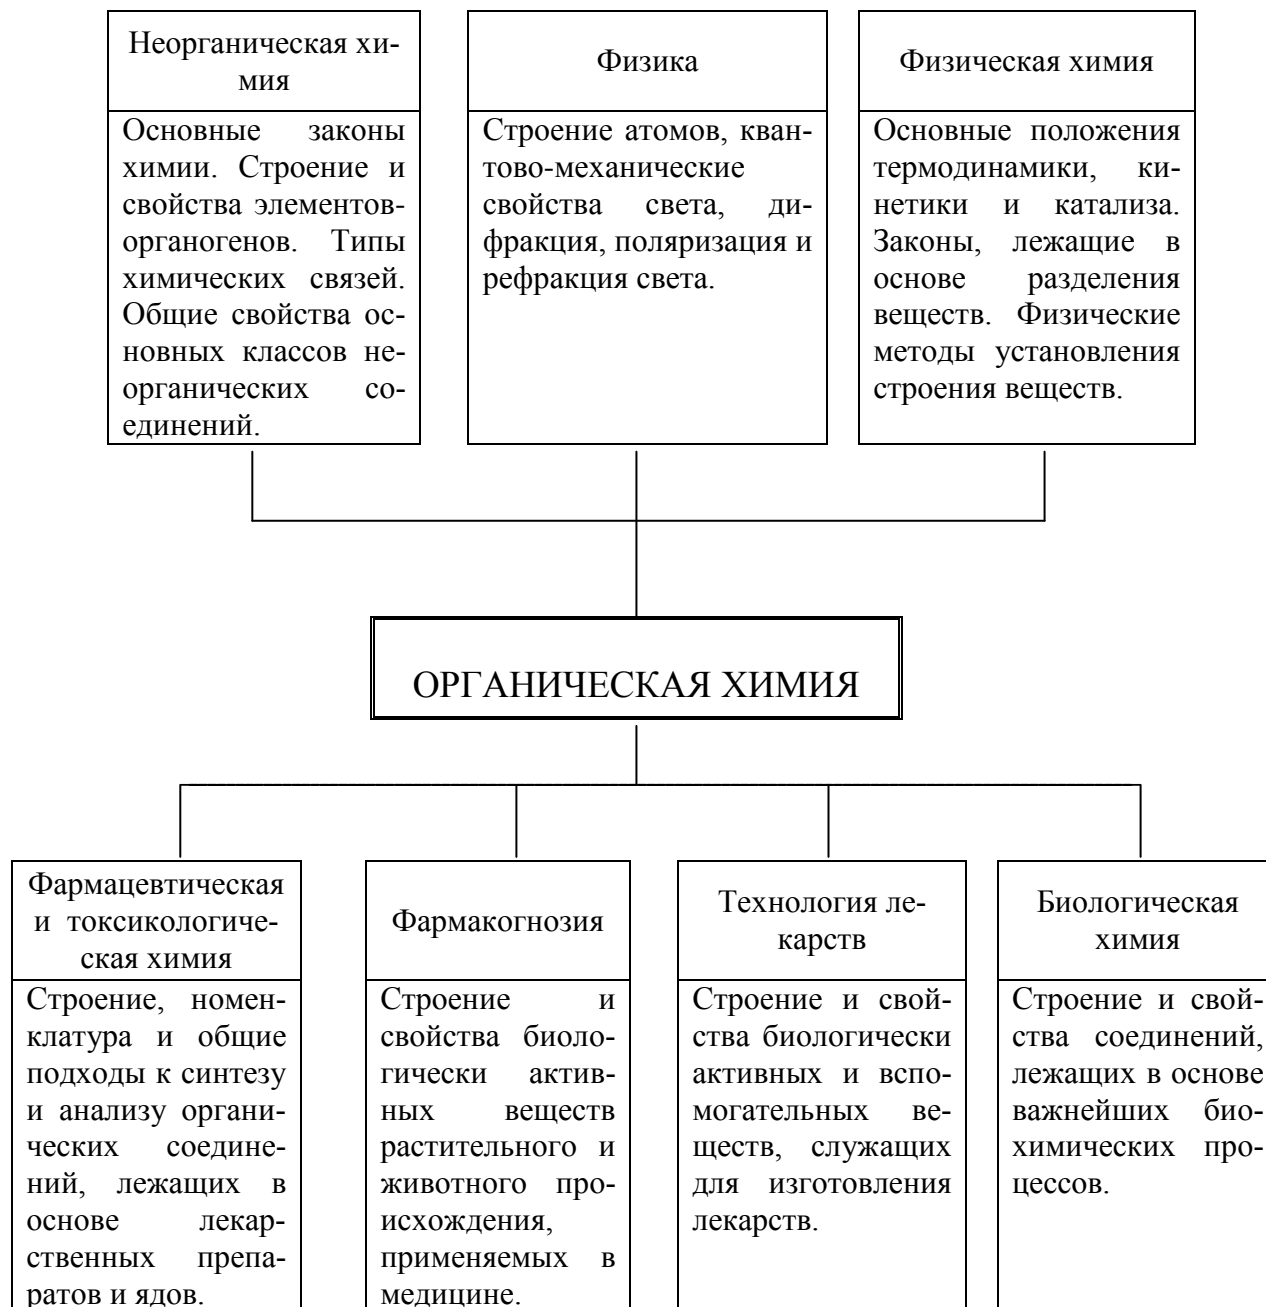 Неорганическая хи-
мия
Основные законы
химии. Строение и
свойства элементов-
органогенов. Типы
химических связей.
Общие свойства ос-
новных классов не-
органических со-
единений.
Физика
Строение атомов, кван-
тово-механические
свойства света, ди-
фракция, поляризация и
рефракция света.
Физическая химия
Основные положения
термодинамики, ки-
нетики и катализа.
Законы, лежащие в
основе разделения
веществ. Физические
методы установления
строения веществ.
ОРГАНИЧЕСКАЯ ХИМИЯ
Фармацевтическая
и токсикологиче-
ская химия
Строение, номен-
клатура и общие
подходы к синтезу
и анализу органи-
ческих соедине-
ний, лежащих в
основе лекар-
ственных препа-
ратов и ядов.
Фармакогнозия
Строение и
свойства биоло-
гически актив-
ных веществ
растительного и
животного про-
исхождения,
применяемых в
медицине.
Технология ле-
карств
Строение и свой-
ства биологически
активных и вспо-
могательных ве-
ществ, служащих
для изготовления
лекарств.
Биологическая
химия
Строение и свой-
ства соединений,
лежащих в основе
важнейших био-
химических про-
цессов.